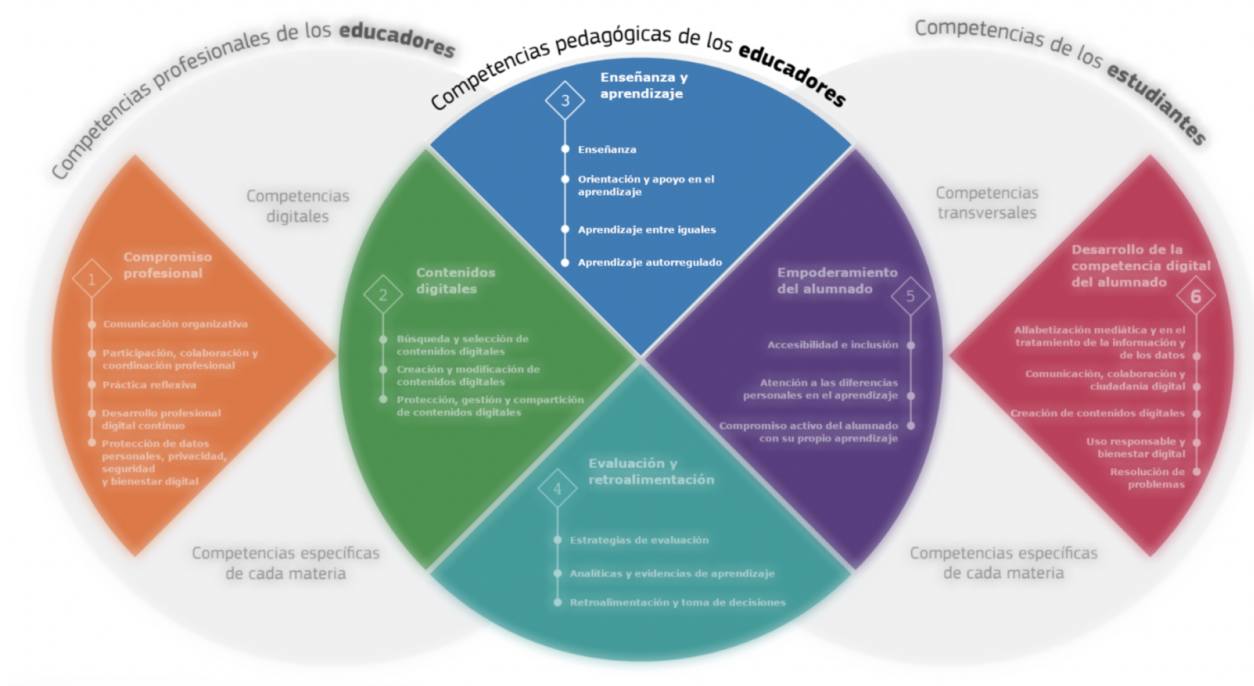 Competencias profesionales de los educadores
Competencias pedagógicas de los educadores
Competencias de los estudiantes
Competencias
digitales
Competencias
transversales
Competencias específicas
de cada materia
Competencias específicas
de cada materia
1
Compromiso
profesional
Comunicación organizativa
Participación, colaboración y
coordinación profesional
Práctica reflexiva
Desarrollo profesional
digital continuo
Protección de datos
personales, privacidad,
seguridad
y bienestar digital
2
Contenidos
digitales
Búsqueda y selección de
contenidos digitales
Creación y modificación de
contenidos digitales
Protección, gestión y compartición
de contenidos digitales
3
Enseñanza y
aprendizaje
Enseñanza
Orientación y apoyo en el
aprendizaje
Aprendizaje entre iguales
Aprendizaje autorregulado
4
Evaluación y
retroalimentación
Estrategias de evaluación
Analíticas y evidencias de aprendizaje
Retroalimentación y toma de decisiones
5
Empoderamiento
del alumnado
Accesibilidad e inclusión
Atención a las diferencias
personales en el aprendizaje
Compromiso activo del alumnado
con su propio aprendizaje
6
Desarrollo de la
competencia digital
del alumnado
Alfabetización mediática y en el
tratamiento de la información y
de los datos
Comunicación, colaboración y
ciudadanía digital
Creación de contenidos digitales
Uso responsable y
bienestar digital
Resolución de
problemas